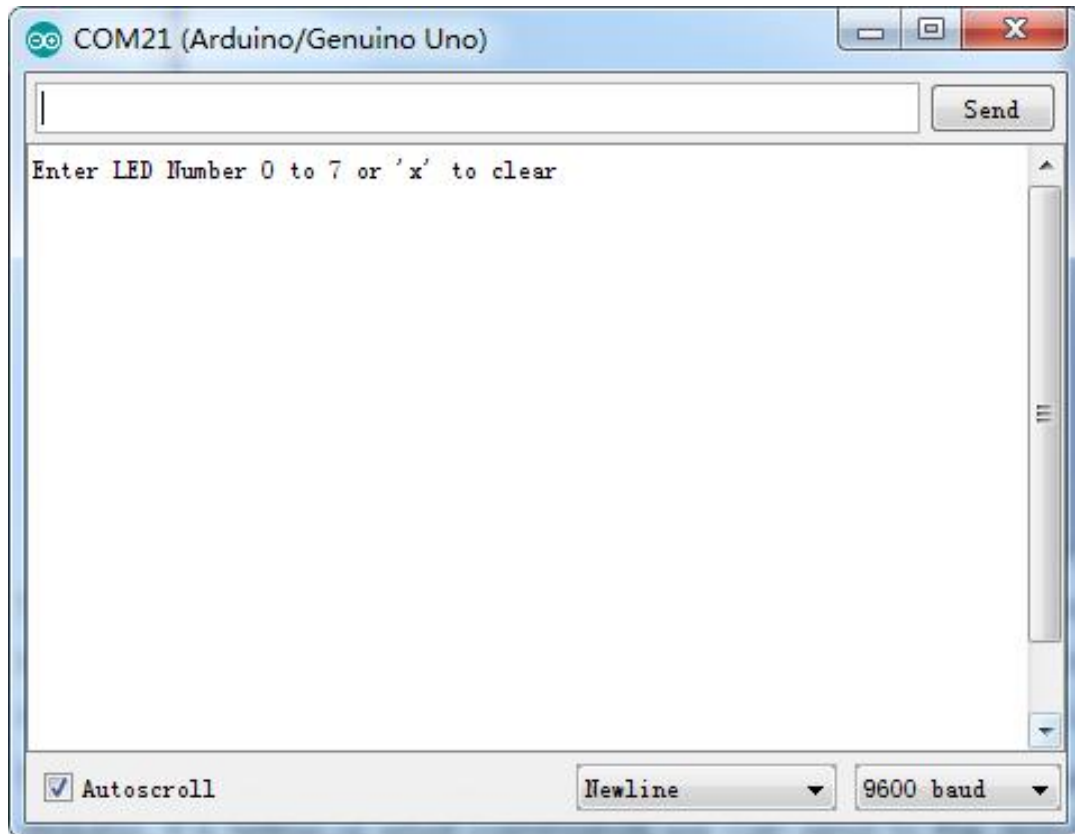 COM21 (Arduino/Genuino Uno)
Send
Enter LED Number 0 to 7 or 'x' to clear
Autoscroll
Newline
9600 baud